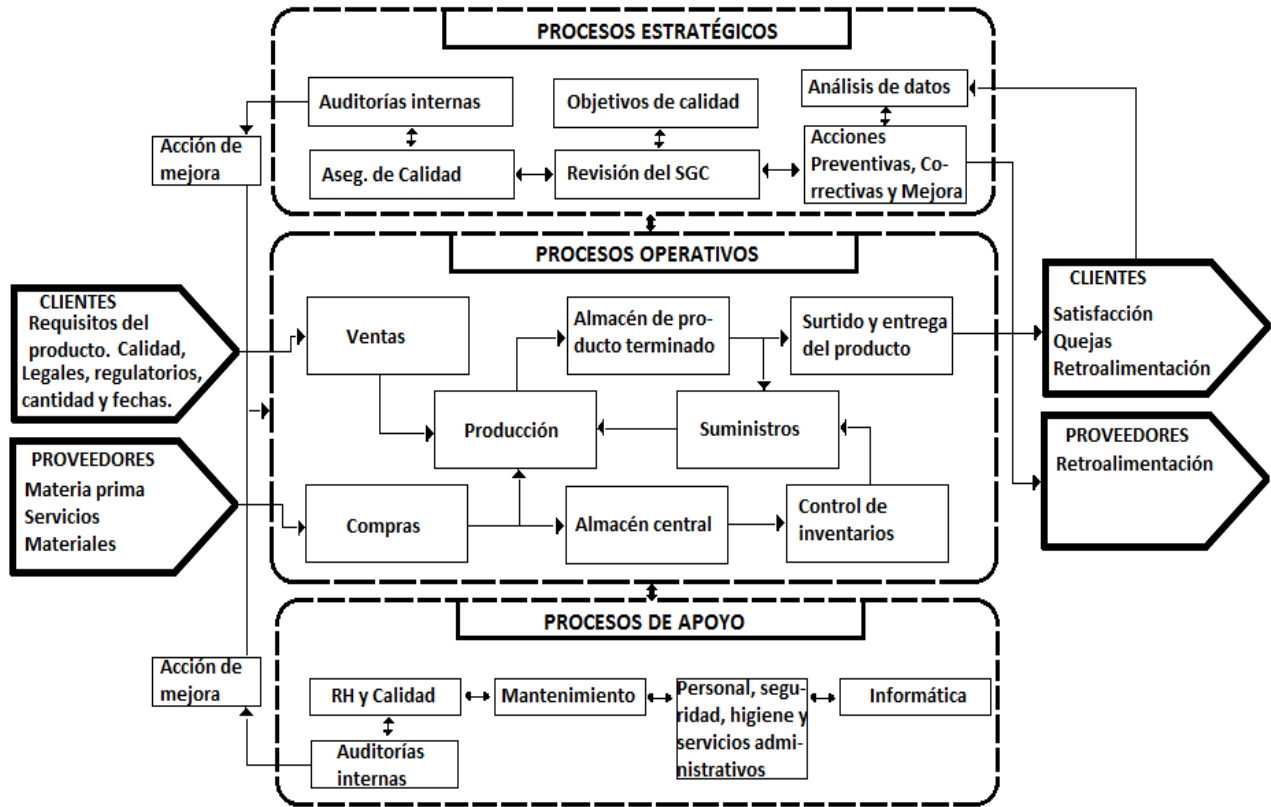 PROCESOS ESTRATÉGICOS
Auditorías internas
Objetivos de calidad
Análisis de datos
Acción de
mejora
Aseg. de Calidad
Revisión del SGC
Acciones
Preventivas, Co-
rrectivas y Mejora
PROCESOS OPERATIVOS
CLIENTES
Requisitos del
producto. Calidad,
Legales, regulatorios,
cantidad y fechas.
Ventas
Almacén de pro-
ducto terminado
Surtido y entrega
del producto
CLIENTES
Satisfacción
Quejas
Retroalimentación
Producción
Suministros
PROVEEDORES
Materia prima
Servicios
Materiales
Compras
Almacén central
Control de
inventarios
PROVEEDORES
Retroalimentación
PROCESOS DE APOYO
Acción de
mejora
RH y Calidad
Mantenimiento
Personal, segu-
ridad, higiene y
servicios admi-
nistrativos
Informática
Auditorías
internas